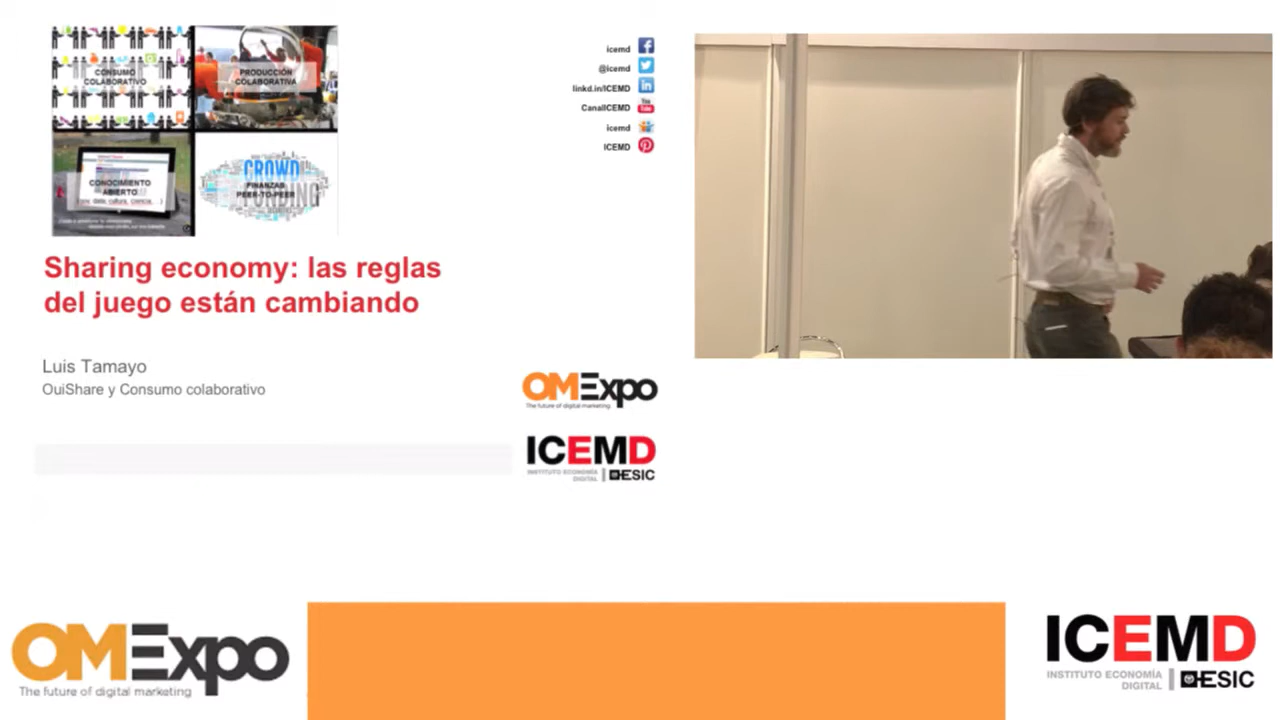 CONSUMO
COLABORATIVO
PRODUCCIÓN
COLABORATIVA
CONOCIMIENTO
ABIERTO
CROWD
FUNDING
FINANZAS
PEER-TO-PEER
icemd
@icemd
linkd.in/ICEMD
CanalICEMD
icemd
ICEMD
Sharing economy: las reglas
del juego están cambiando
Luis Tamayo
OuiShare y Consumo colaborativo
OMExpo
The future of digital marketing.
ICEMD
INSTITUTO ECONOMÍA
DIGITAL
ESIC
OMExpo
The future of digital marketing
ICEMD
INSTITUTO ECONOMÍA
DIGITAL
ESIC